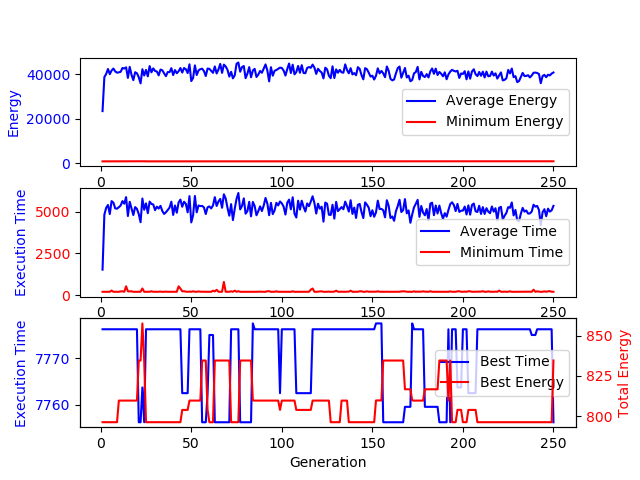 40000
20000
0
Energy
Average Energy
Minimum Energy
0 50 100 150 200 250
5000
2500
0
Execution Time
Average Time
Minimum Time
0 50 100 150 200 250
7770
7760
Execution Time
Best Time
Best Energy
850
825
800
Total Energy
0 50 100 150 200 250
Generation